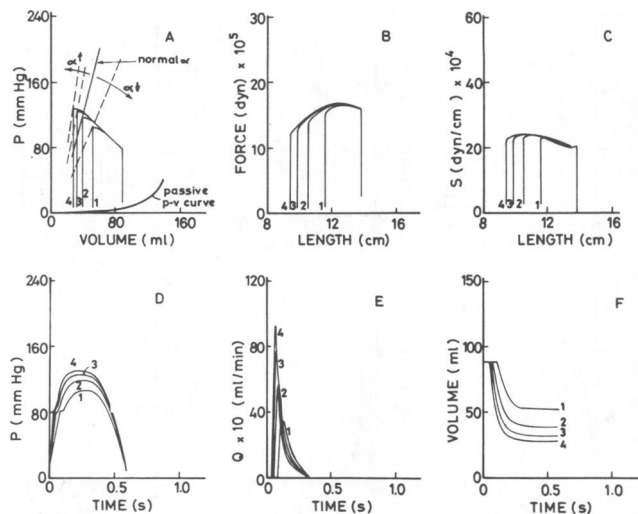 A
240
160
80
0
P (mm Hg)
α↑
normal α
α↓
4 3 2 1
passive
p-v curve
0 80 160
VOLUME (ml)
B
30
20
10
0
FORCE (dyn) × 10⁵
4 3 2 1
8 12 16
LENGTH (cm)
C
60
40
20
0
S (dyn/cm) × 10⁴
4 3 2 1
8 12 16
LENGTH (cm)
D
240
160
80
0
P (mm Hg)
4
3
2
1
0 0.5 1.0
TIME (s)
E
120
80
40
0
Q × 10 (ml/min)
4
3
2
1
0 0.5 1.0
TIME (s)
F
150
100
50
0
VOLUME (ml)
1
2
3
4
0 0.5 1.0
TIME (s)